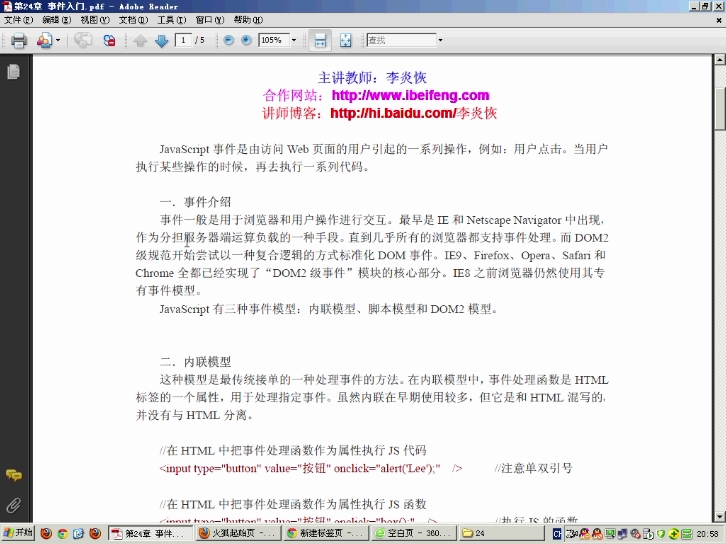 第24章 事件入门.pdf - Adobe Reader
文件(F) 编辑(E) 视图(V) 文档(D) 工具(T) 窗口(W) 帮助(H)
1 / 5 105% 查找
主讲教师：李炎恢
合作网站：http://www.ibeifeng.com
讲师博客：http://hi.baidu.com/李炎恢
JavaScript 事件是由访问 Web 页面的用户引起的一系列操作，例如：用户点击。当用户
执行某些操作的时候，再去执行一系列代码。
一．事件介绍
事件一般是用于浏览器和用户操作进行交互。最早是 IE 和 Netscape Navigator 中出现，
作为分担服务器端运算负载的一种手段。直到几乎所有的浏览器都支持事件处理。而 DOM2
级规范开始尝试以一种复合逻辑的方式标准化 DOM 事件。IE9、Firefox、Opera、Safari 和
Chrome 全都已经实现了“DOM2 级事件”模块的核心部分。IE8 之前浏览器仍然使用其专
有事件模型。
JavaScript 有三种事件模型：内联模型、脚本模型和 DOM2 模型。
二．内联模型
这种模型是最传统接单的一种处理事件的方法。在内联模型中，事件处理函数是 HTML
标签的一个属性，用于处理指定事件。虽然内联在早期使用较多，但它是和 HTML 混写的，
并没有与 HTML 分离。
//在 HTML 中把事件处理函数作为属性执行 JS 代码
<input type="button" value="按钮" onclick="alert('Lee');" /> //注意单双引号
//在 HTML 中把事件处理函数作为属性执行 JS 函数
<input type="button" value="按钮" onclick="box();" /> //执行 JS 的函数
开始 第24章 事件... 火狐起始页 -... 新建标签页 -... 空白页 - 360... 24 20:58